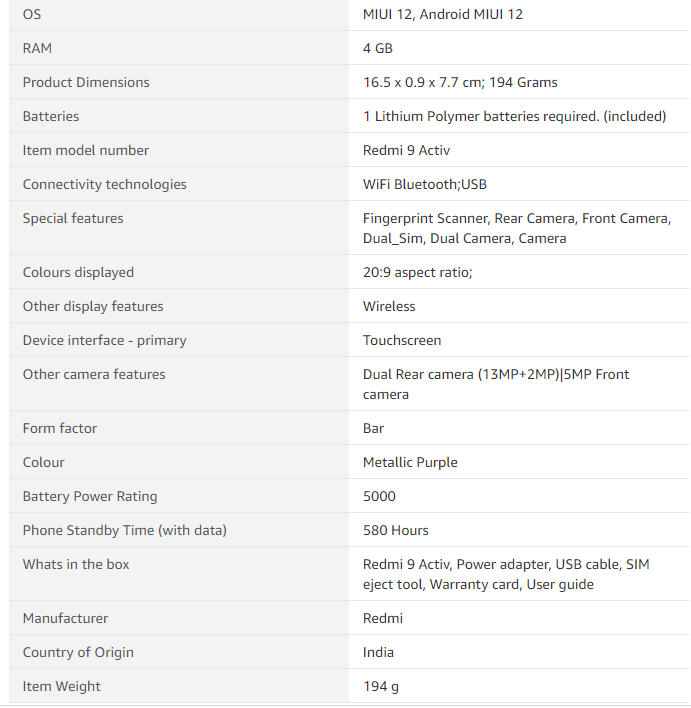 OS MIUI 12, Android MIUI 12
RAM 4 GB
Product Dimensions 16.5 x 0.9 x 7.7 cm; 194 Grams
Batteries 1 Lithium Polymer batteries required. (included)
Item model number Redmi 9 Activ
Connectivity technologies WiFi Bluetooth;USB
Special features Fingerprint Scanner, Rear Camera, Front Camera,
Dual_Sim, Dual Camera, Camera
Colours displayed 20:9 aspect ratio;
Other display features Wireless
Device interface - primary Touchscreen
Other camera features Dual Rear camera (13MP+2MP)|5MP Front
camera
Form factor Bar
Colour Metallic Purple
Battery Power Rating 5000
Phone Standby Time (with data) 580 Hours
Whats in the box Redmi 9 Activ, Power adapter, USB cable, SIM
eject tool, Warranty card, User guide
Manufacturer Redmi
Country of Origin India
Item Weight 194 g